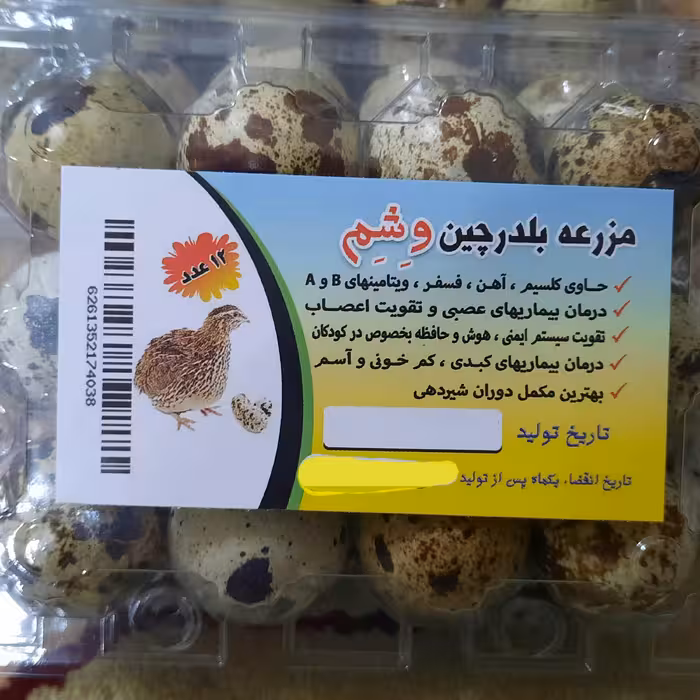 مزرعه بلدرچین وِشِم
۱۲ عدد
✓ حاوی کلسیم ، آهن ، فسفر ، ویتامینهای B و A
✓ درمان بیماریهای عصبی و تقویت اعصاب
✓ تقویت سیستم ایمنی ، هوش و حافظه بخصوص در کودکان
✓ درمان بیماریهای کبدی ، کم خونی و آسم
✓ بهترین مکمل دوران شیردهی
تاریخ تولید
تاریخ انقضاء یکماه پس از تولید
6261352174038